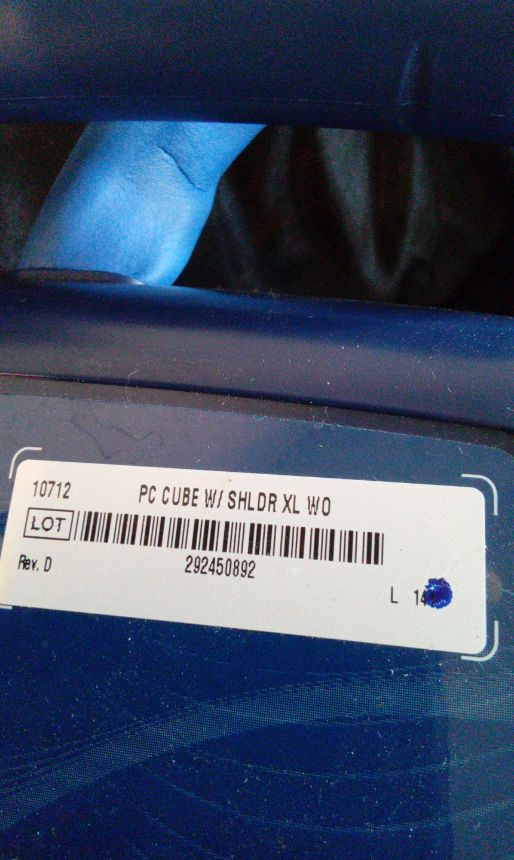 10712 PC CUBE W/ SHLDR XL WO
LOT
Rev. D 292450892
L